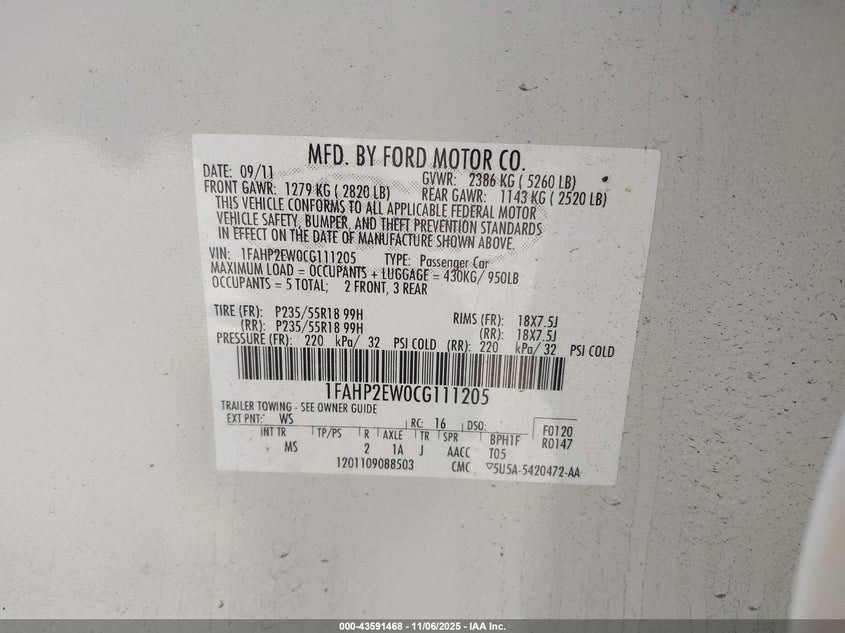 MFD. BY FORD MOTOR CO.
DATE: 09/11 GVWR: 2386 KG ( 5260 LB)
FRONT GAWR: 1279 KG ( 2820 LB) REAR GAWR: 1143 KG ( 2520 LB)
THIS VEHICLE CONFORMS TO ALL APPLICABLE FEDERAL MOTOR
VEHICLE SAFETY, BUMPER, AND THEFT PREVENTION STANDARDS
IN EFFECT ON THE DATE OF MANUFACTURE SHOWN ABOVE.
VIN: 1FAHP2EW0CG111205 TYPE: Passenger Car
MAXIMUM LOAD = OCCUPANTS + LUGGAGE = 430KG/ 950LB
OCCUPANTS = 5 TOTAL; 2 FRONT, 3 REAR
TIRE (FR): P235/55R18 99H RIMS (FR): 18X7.5J
(RR): P235/55R18 99H (RR): 18X7.5J
PRESSURE (FR): 220 kPa/ 32 PSI COLD (RR): 220 kPa/ 32 PSI COLD
1FAHP2EW0CG111205
TRAILER TOWING - SEE OWNER GUIDE
EXT PNT: WS RC: 16 DSO: F0120
INT TR TP/PS R AXLE TR SPR BPH1F R0147
MS 2 1A J AACC T05
1201109088503 CMC ▽5U5A-5420472-AA
000-43591468 - 11/06/2025 - IAA Inc.